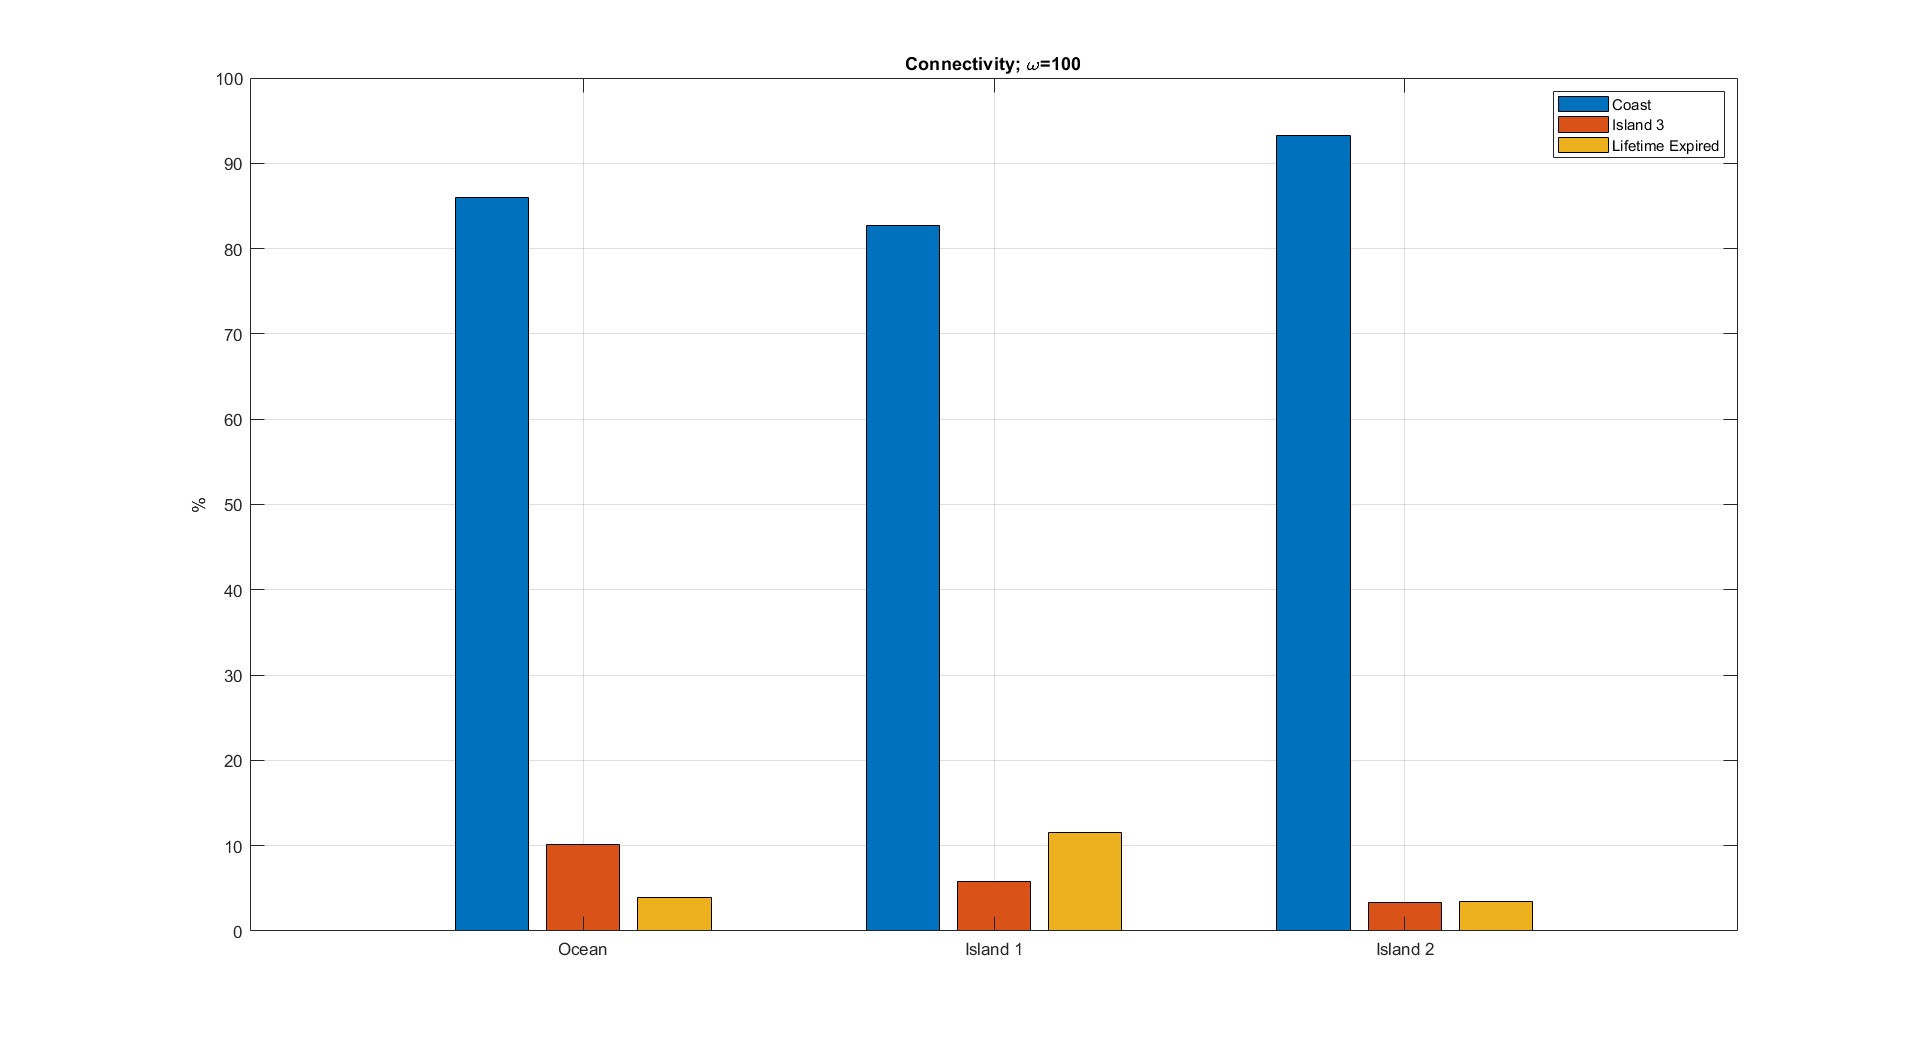 Connectivity; ω=100
100
90
80
70
60
50
40
30
20
10
0
%
Coast
Island 3
Lifetime Expired
Ocean
Island 1
Island 2